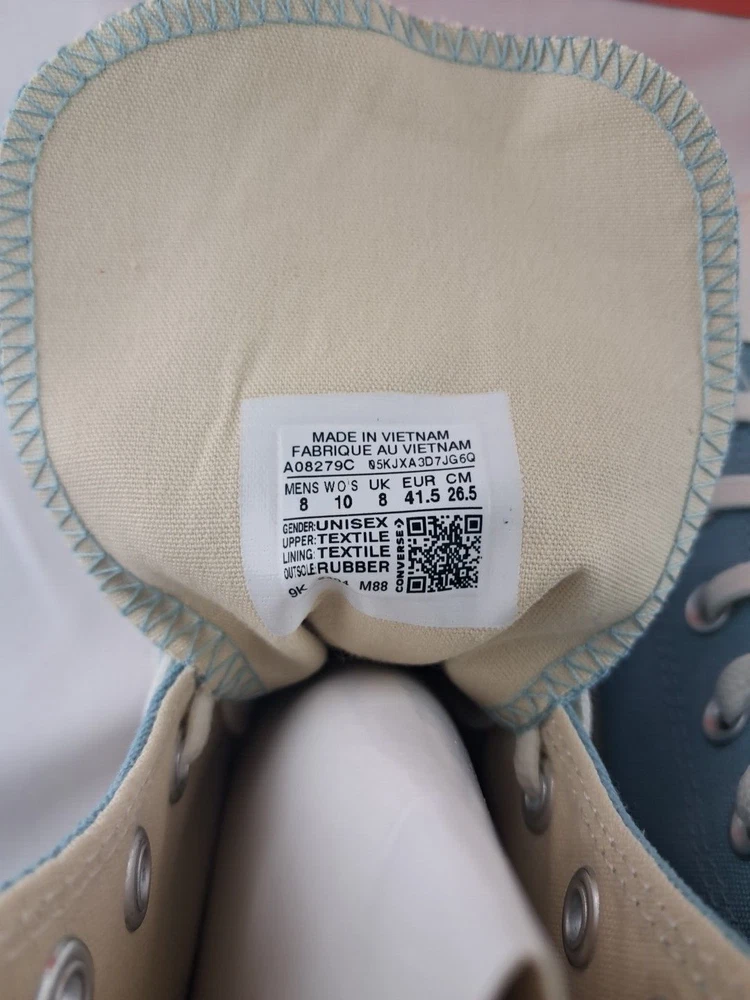 MADE IN VIETNAM
FABRIQUE AU VIETNAM
A08279C 05KJXA3D7JG6Q
MENS WO'S UK EUR CM
8 10 8 41.5 26.5
GENDER: UNISEX
UPPER: TEXTILE
LINING: TEXTILE
OUTSOLE: RUBBER
9K M88
CONVERSE